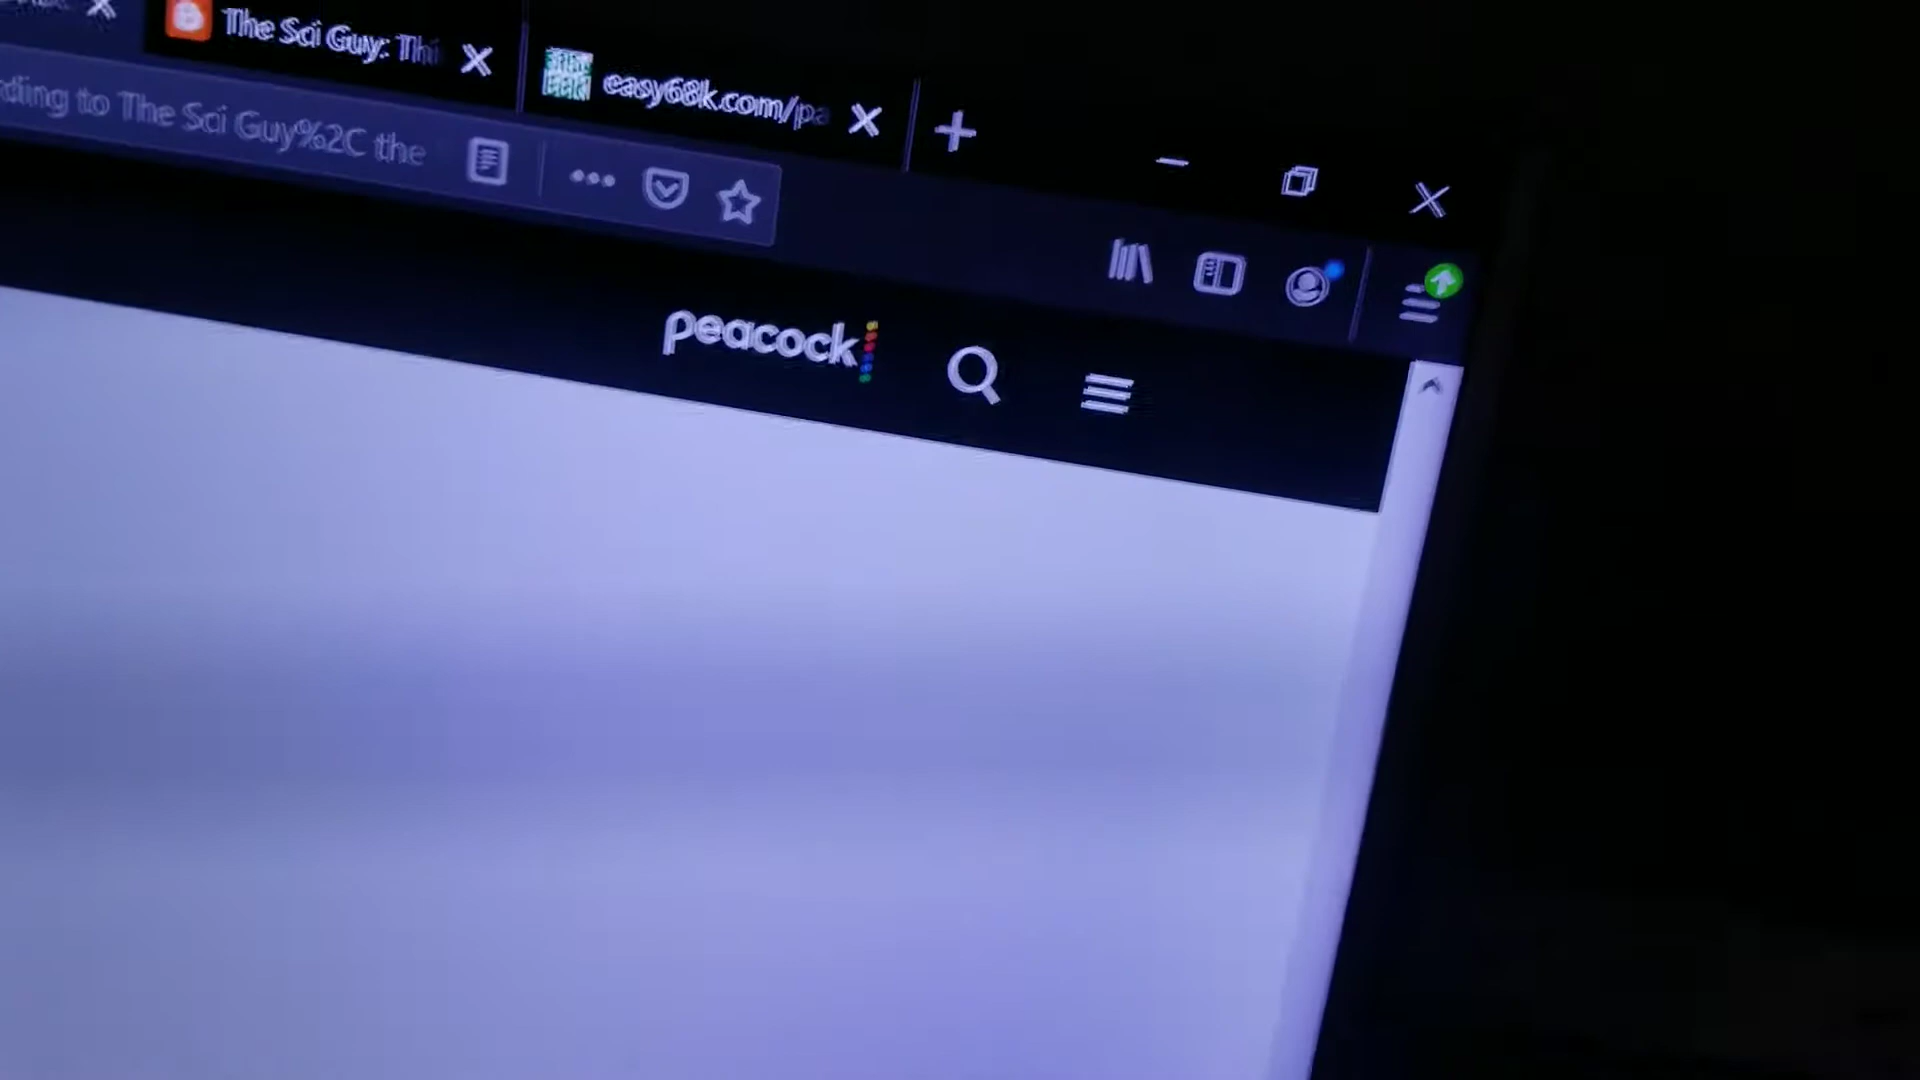 The Sci Guy: Thi
easy68k.com/pa
ding to The Sci Guy%2C the
peacock